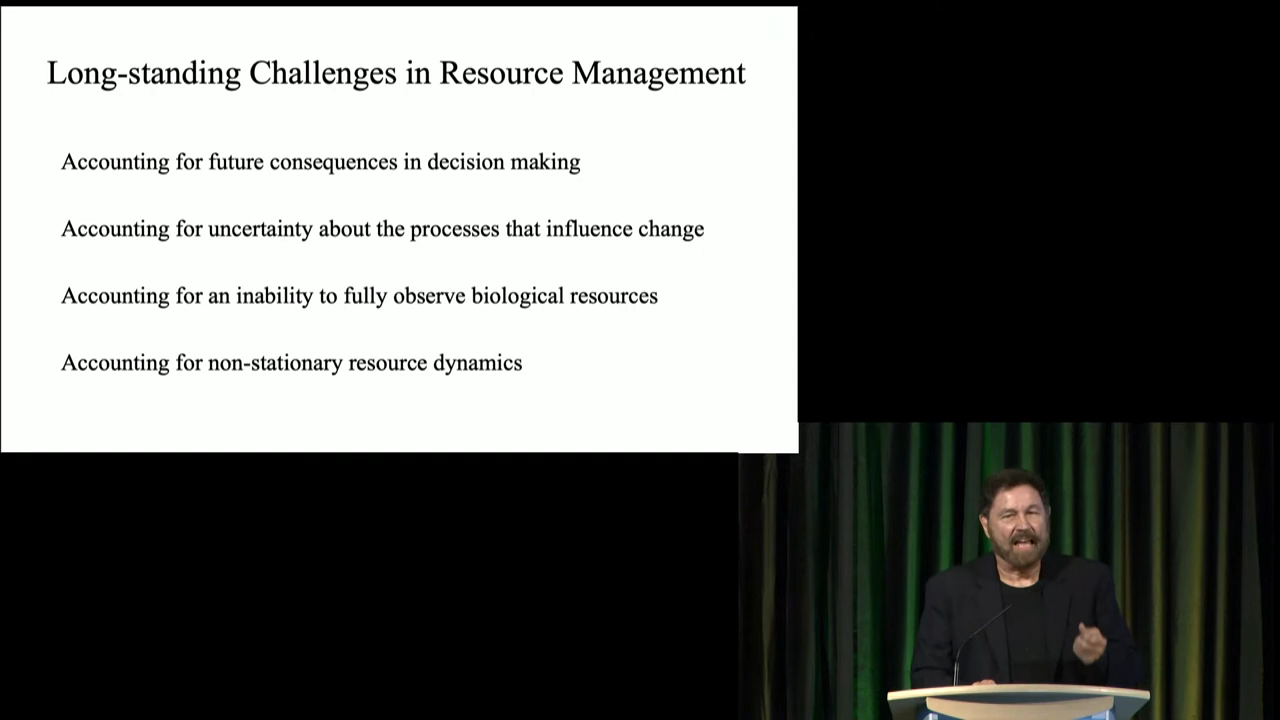 Long-standing Challenges in Resource Management
Accounting for future consequences in decision making
Accounting for uncertainty about the processes that influence change
Accounting for an inability to fully observe biological resources
Accounting for non-stationary resource dynamics